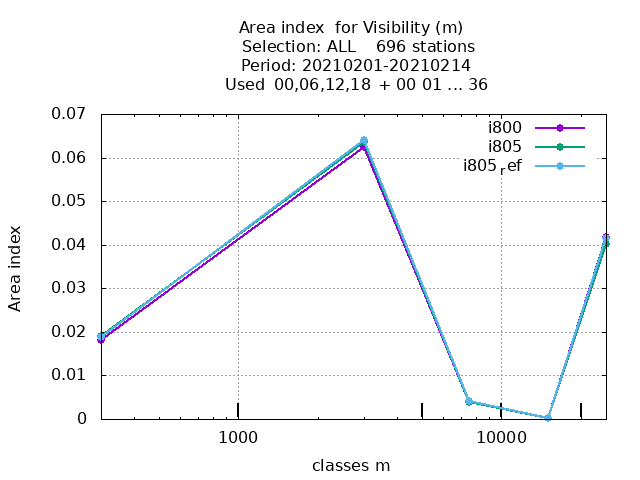 Area index  for Visibility (m)
Selection: ALL    696 stations
Period: 20210201-20210214
Used  00,06,12,18  + 00 01 ... 36
0.07
0.06
0.05
0.04
0.03
0.02
0.01
0
Area index
i800
i805
i805ᵣef
1000
10000
classes m